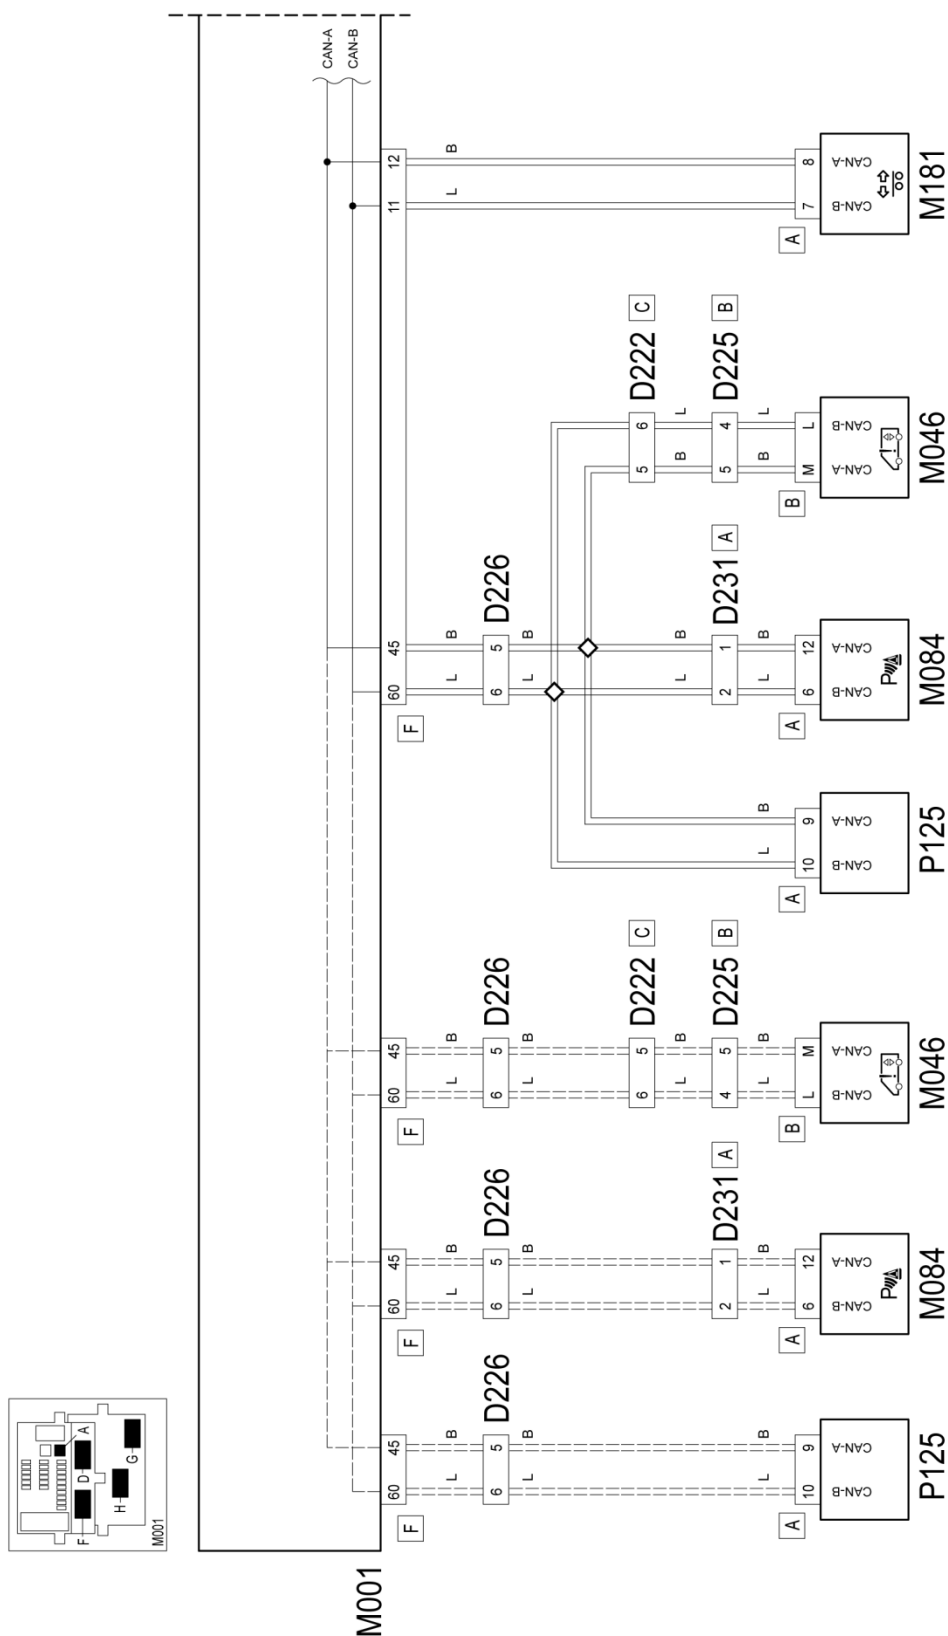 M001
F
D
H
A
G
M001
CAN-A
CAN-B
60 45
60 45
60 45
60 45
11 12
F
F
F
F
L B
L B
L B
L B
L B
6 5
6 5
6 5
6 5
D226
D226
D226
D226
L B
L B
L B
L B
6 5
5 6
D222 C
D222 C
L B
L B
B L
2 1
4 5
2 1
5 4
D231 A
D225 B
D231 A
D225 B
L B
L B
L B
L B
L B
B L
10 9
6 12
L M
10 9
6 12
M L
7 8
A
A
B
A
A
B
A
CAN-B CAN-A
CAN-B CAN-A
CAN-B CAN-A
CAN-B CAN-A
CAN-B CAN-A
CAN-A CAN-B
CAN-B CAN-A
P
P
P125
M084
M046
P125
M084
M046
M181